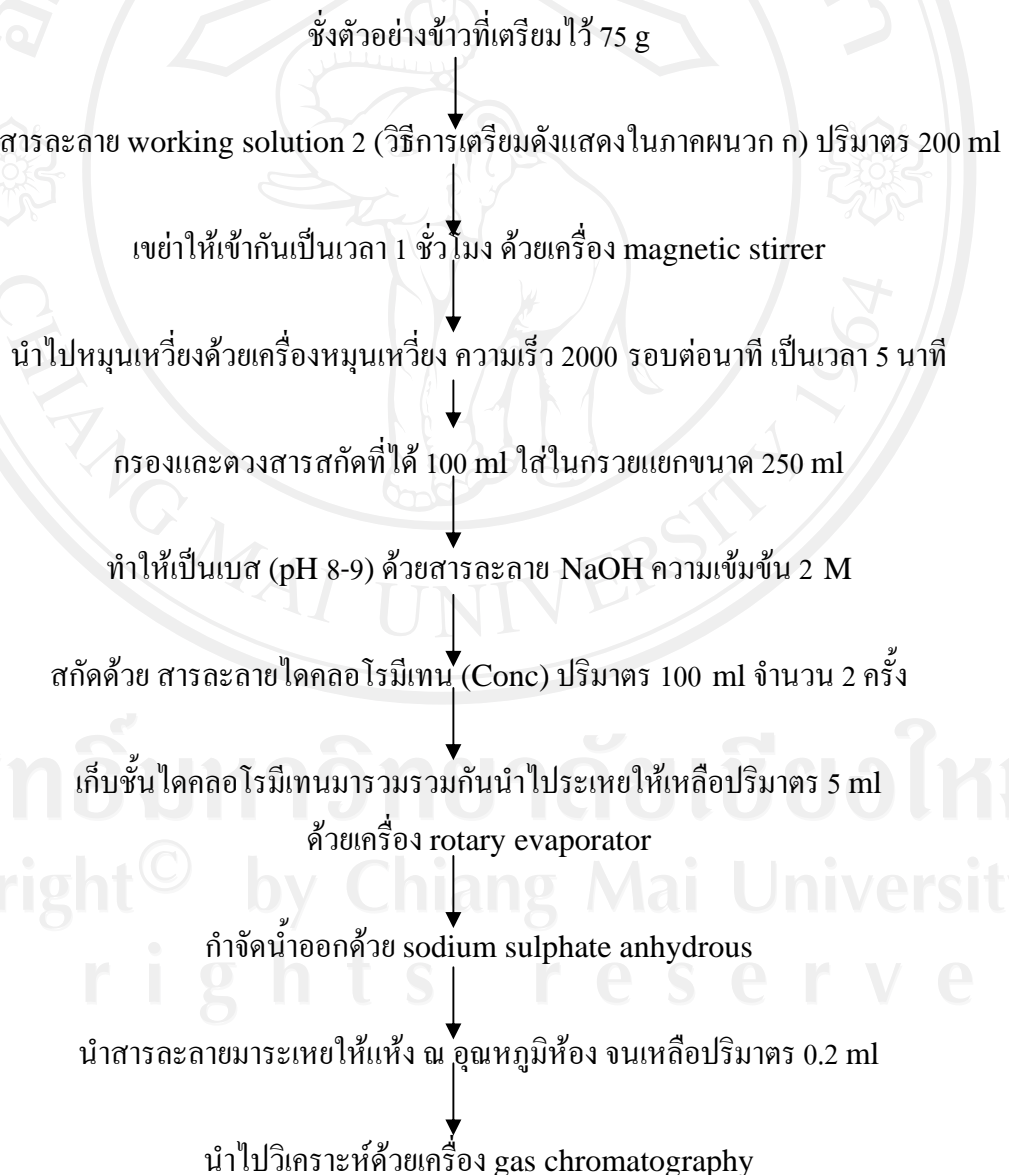 ชั่งตัวอย่างข้าวที่เตรียมไว้ 75 g
สารละลาย working solution 2 (วิธีการเตรียมดังแสดงในภาคผนวก ก) ปริมาตร 200 ml
เขย่าให้เข้ากันเป็นเวลา 1 ชั่วโมง ด้วยเครื่อง magnetic stirrer
นำไปหมุนเหวี่ยงด้วยเครื่องหมุนเหวี่ยง ความเร็ว 2000 รอบต่อนาที เป็นเวลา 5 นาที
กรองและตวงสารสกัดที่ได้ 100 ml ใส่ในกรวยแยกขนาด 250 ml
ทำให้เป็นเบส (pH 8-9) ด้วยสารละลาย NaOH ความเข้มข้น 2 M
สกัดด้วย สารละลายไดคลอโรมีเทน (Conc) ปริมาตร 100 ml จำนวน 2 ครั้ง
เก็บชั้นไดคลอโรมีเทนมารวมรวมกันนำไประเหยให้เหลือปริมาตร 5 ml
ด้วยเครื่อง rotary evaporator
กำจัดน้ำออกด้วย sodium sulphate anhydrous
นำสารละลายมาระเหยให้แห้ง ณ อุณหภูมิห้อง จนเหลือปริมาตร 0.2 ml
นำไปวิเคราะห์ด้วยเครื่อง gas chromatography
CHIANG MAI UNIVERSITY 1964
right© by Chiang Mai Universit
rights reserve